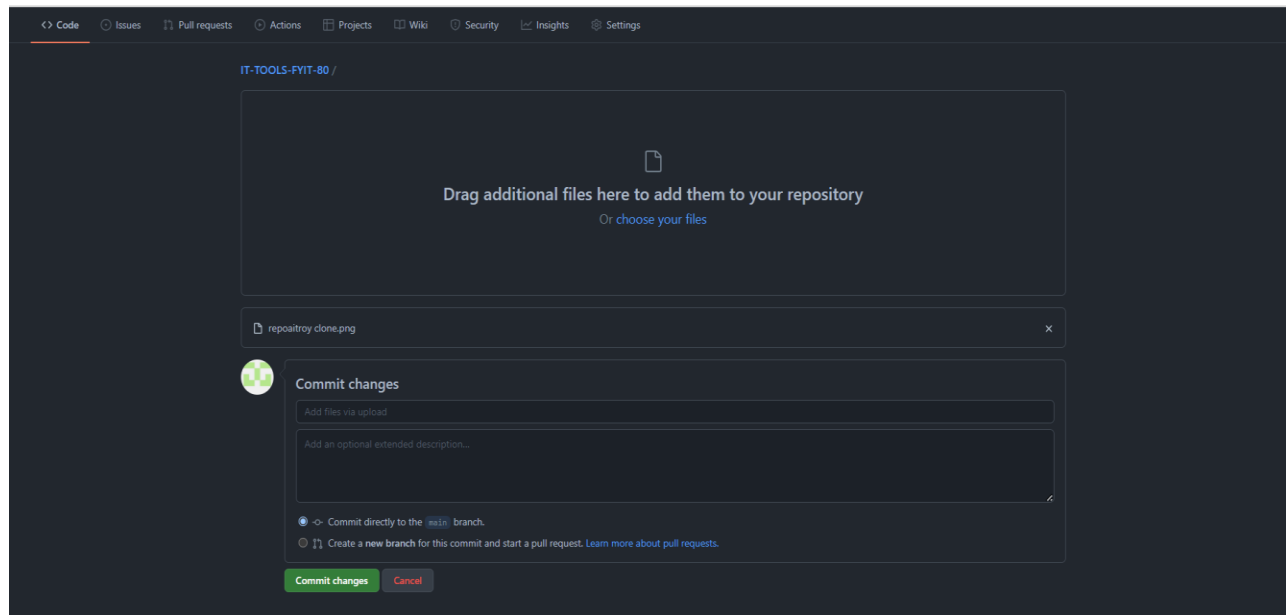 <> Code Issues Pull requests Actions Projects Wiki Security Insights Settings
IT-TOOLS-FYIT-80 /
Drag additional files here to add them to your repository
Or choose your files
repoaitroy clone.png
Commit changes
Add files via upload
Add an optional extended description...
Commit directly to the main branch.
Create a new branch for this commit and start a pull request. Learn more about pull requests.
Commit changes Cancel